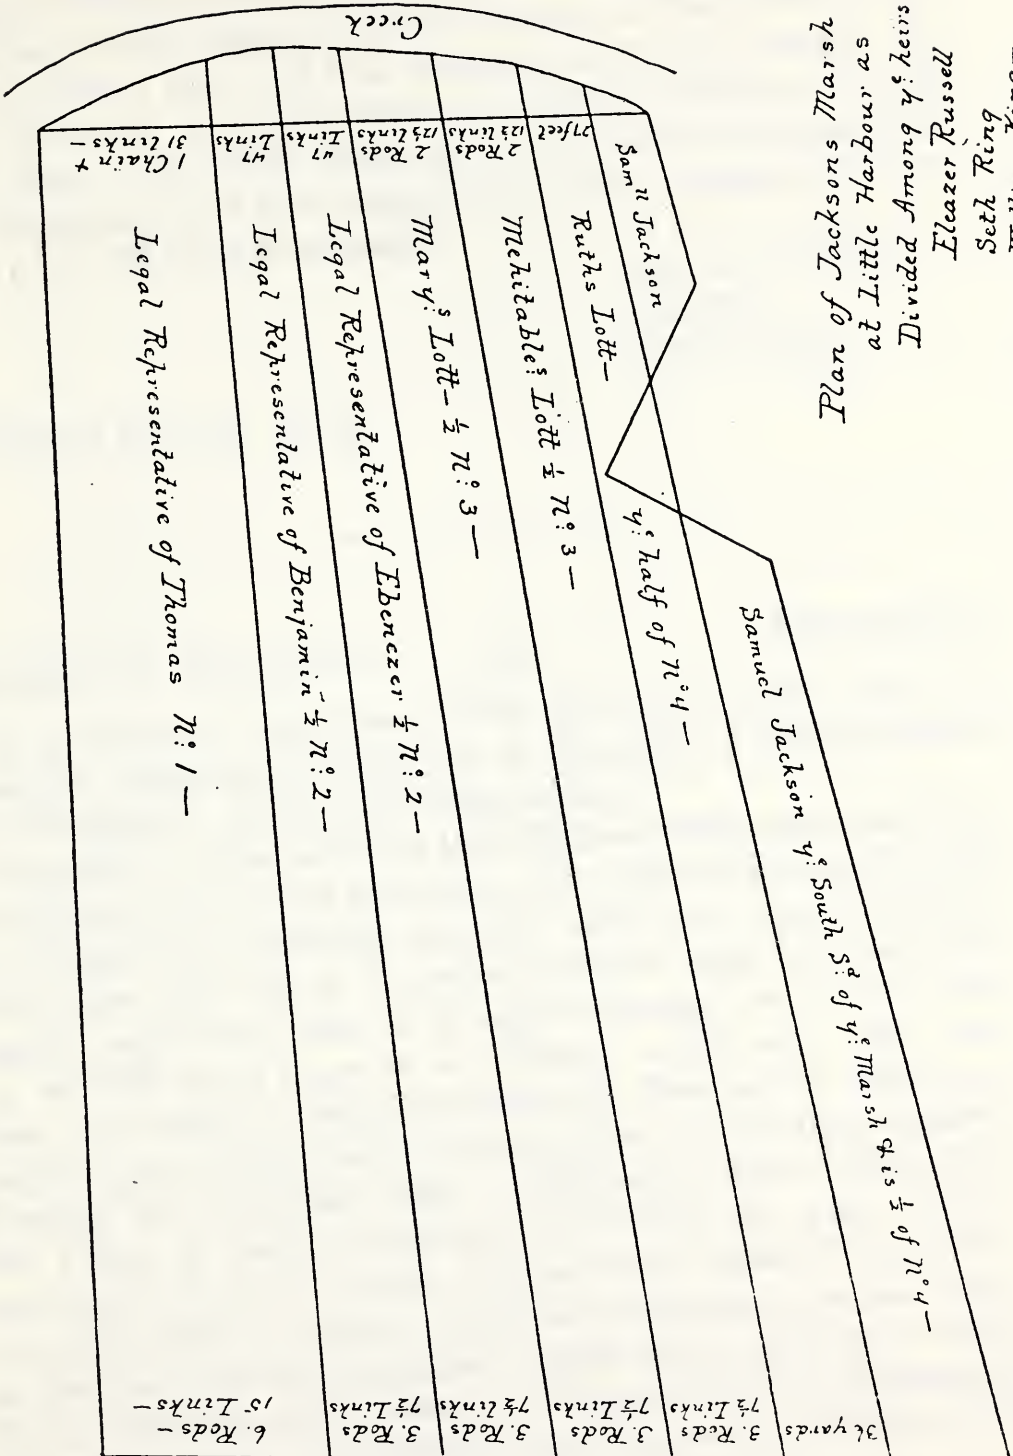 Plan of Jacksons Marsh
at Little Harbour as
Divided Among yᵉ: heirs
Eleazer Russell
Seth Ring
Creek
1 Chain +
31 links -
47
Links
47
Links
2 Rods
12½ links
2 Rods
12½ links
27 feet
Samˡˡ Jackson
Ruths Lott—
yᵉ: half of nº 4 —
Mehitable:ˢ Lott ½ nº: 3 —
Mary:ˢ Lott - ½ nº: 3 —
Legal Representative of Ebenezer ½ nº: 2 —
Legal Representative of Benjamin - ½ nº: 2 —
Legal Representative of Thomas nº: 1 —
Samuel Jackson yᵉ: South Sᵈ: of yᵉ: Marsh & is ½ of nº 4 —
6. Rods -
15 Links -
3. Rods
7½ Links
3. Rods
7½ links
3. Rods
7½ Links
3. Rods
7½ Links
36 yards